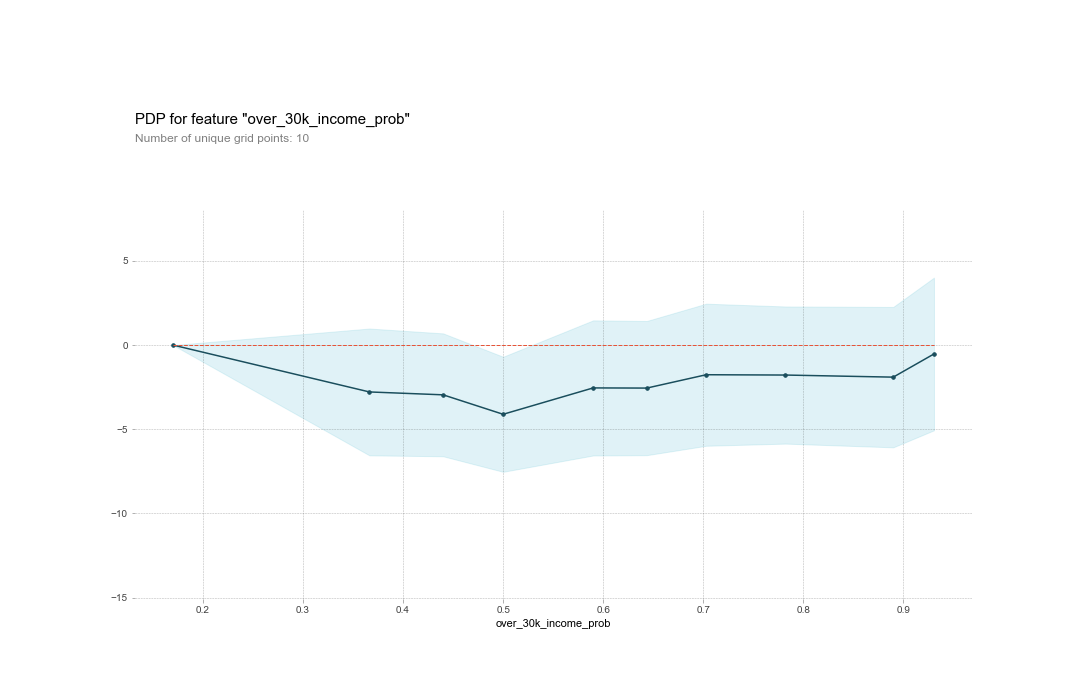 PDP for feature "over_30k_income_prob"
Number of unique grid points: 10
5
0
−5
−10
−15
0.2 0.3 0.4 0.5 0.6 0.7 0.8 0.9
over_30k_income_prob